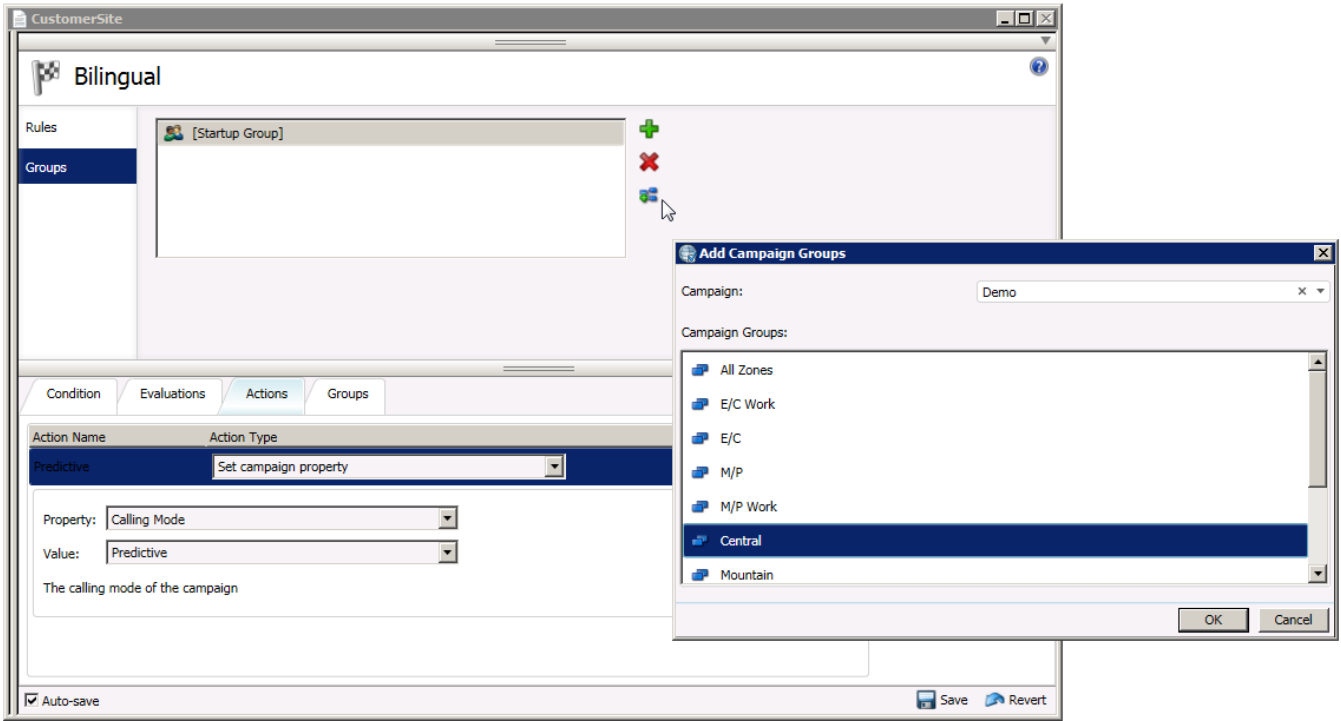 CustomerSite
Bilingual
Rules
Groups
[Startup Group]
Add Campaign Groups
Campaign:
Demo
Campaign Groups:
All Zones
E/C Work
E/C
M/P
M/P Work
Central
Mountain
OK
Cancel
Condition
Evaluations
Actions
Groups
Action Name
Action Type
Predictive
Set campaign property
Property:
Calling Mode
Value:
Predictive
The calling mode of the campaign
Auto-save
Save
Revert